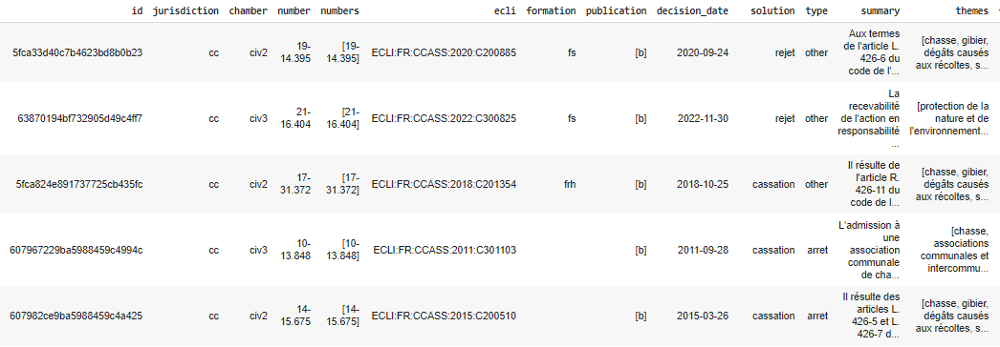 id jurisdiction chamber number numbers ecli formation publication decision_date solution type summary themes
5fca33d40c7b4623bd8b0b23 cc civ2 19-14.395 [19-14.395] ECLI:FR:CCASS:2020:C200885 fs [b] 2020-09-24 rejet other Aux termes de l'article L. 426-6 du code de l'... [chasse, gibier, dégâts causés aux récoltes, s...
63870194bf732905d49c4ff7 cc civ3 21-16.404 [21-16.404] ECLI:FR:CCASS:2022:C300825 fs [b] 2022-11-30 rejet other La recevabilité de l'action en responsabilité ... [protection de la nature et de l'environnement...
5fca824e891737725cb435fc cc civ2 17-31.372 [17-31.372] ECLI:FR:CCASS:2018:C201354 frh [b] 2018-10-25 cassation other Il résulte de l'article R. 426-11 du code de l... [chasse, gibier, dégâts causés aux récoltes, s...
607967229ba5988459c4994c cc civ3 10-13.848 [10-13.848] ECLI:FR:CCASS:2011:C301103 [b] 2011-09-28 cassation arret L'admission à une association communale de cha... [chasse, associations communales et intercommu...
607982ce9ba5988459c4a425 cc civ2 14-15.675 [14-15.675] ECLI:FR:CCASS:2015:C200510 [b] 2015-03-26 cassation arret Il résulte des articles L. 426-5 et L. 426-7 d... [chasse, gibier, dégâts causés aux récoltes, s...